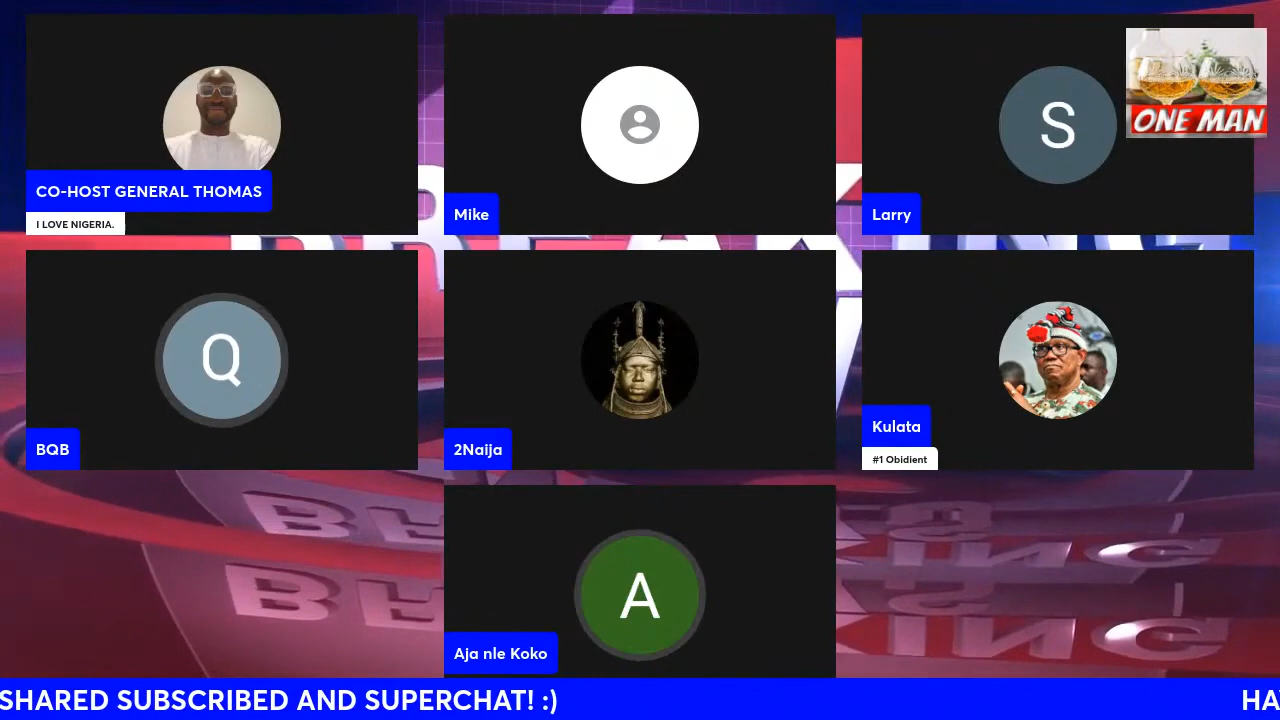 CO-HOST GENERAL THOMAS
I LOVE NIGERIA.
Mike
S
Larry
ONE MAN
Q
BQB
2Naija
Kulata
#1 Obidient
A
Aja nle Koko
SHARED SUBSCRIBED AND SUPERCHAT! :)